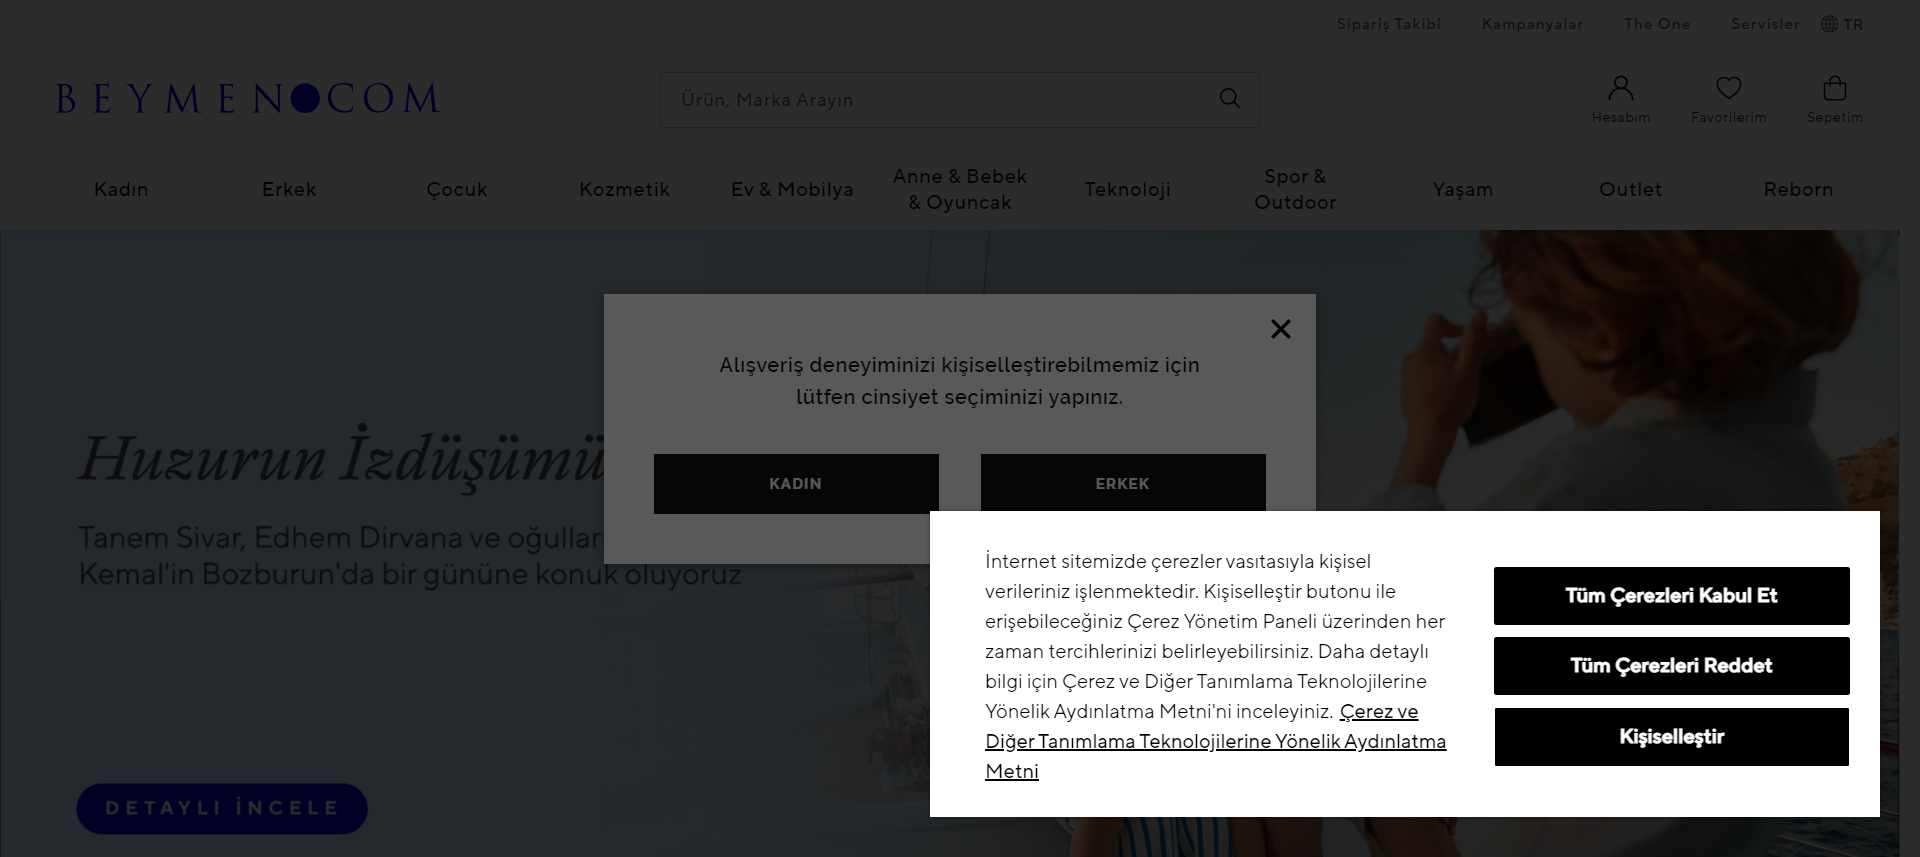 Sipariş Takibi
Kampanyalar
The One
Servisler
TR
BEYMEN COM
Ürün, Marka Arayın
Hesabım
Favorilerim
Sepetim
Kadın
Erkek
Çocuk
Kozmetik
Ev & Mobilya
Anne & Bebek
& Oyuncak
Teknoloji
Spor &
Outdoor
Yaşam
Outlet
Reborn
Alışveriş deneyiminizi kişiselleştirebilmemiz için
lütfen cinsiyet seçiminizi yapınız.
KADIN
ERKEK
Huzurun İzdüşümü
Tanem Sivar, Edhem Dirvana ve oğulları
Kemal'in Bozburun'da bir gününe konuk oluyoruz
DETAYLI İNCELE
İnternet sitemizde çerezler vasıtasıyla kişisel
verileriniz işlenmektedir. Kişiselleştir butonu ile
erişebileceğiniz Çerez Yönetim Paneli üzerinden her
zaman tercihlerinizi belirleyebilirsiniz. Daha detaylı
bilgi için Çerez ve Diğer Tanımlama Teknolojilerine
Yönelik Aydınlatma Metni'ni inceleyiniz. Çerez ve
Diğer Tanımlama Teknolojilerine Yönelik Aydınlatma
Metni
Tüm Çerezleri Kabul Et
Tüm Çerezleri Reddet
Kişiselleştir